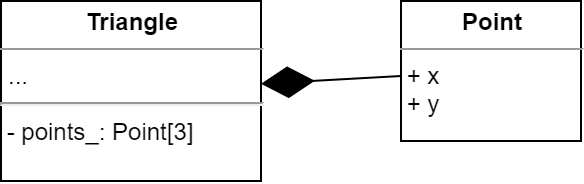 Triangle
...
- points_: Point[3]
Point
+ x
+ y